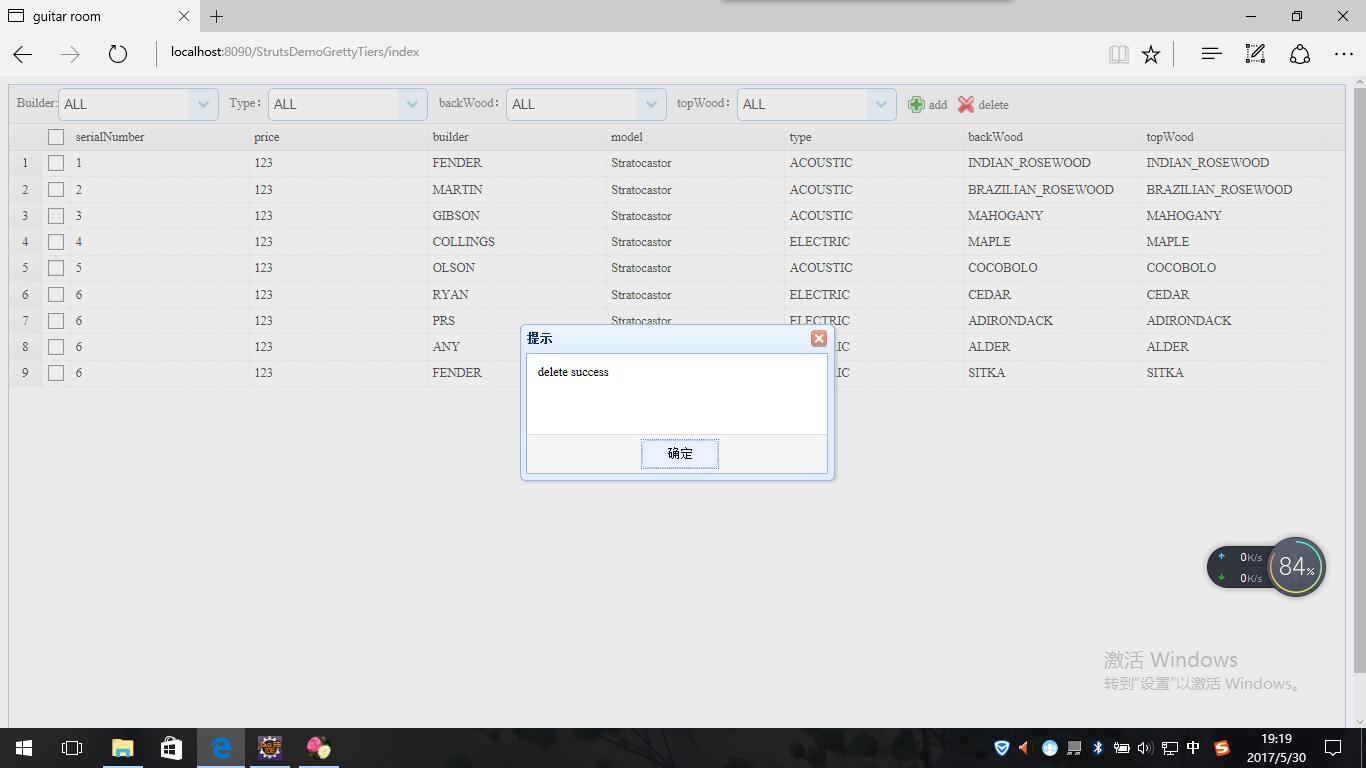 guitar room
localhost:8090/StrutsDemoGrettyTiers/index
Builder: ALL Type: ALL backWood: ALL topWood: ALL add delete
serialNumber price builder model type backWood topWood
1 1 123 FENDER Stratocastor ACOUSTIC INDIAN_ROSEWOOD INDIAN_ROSEWOOD
2 2 123 MARTIN Stratocastor ACOUSTIC BRAZILIAN_ROSEWOOD BRAZILIAN_ROSEWOOD
3 3 123 GIBSON Stratocastor ACOUSTIC MAHOGANY MAHOGANY
4 4 123 COLLINGS Stratocastor ELECTRIC MAPLE MAPLE
5 5 123 OLSON Stratocastor ACOUSTIC COCOBOLO COCOBOLO
6 6 123 RYAN Stratocastor ELECTRIC CEDAR CEDAR
7 6 123 PRS Stratocastor ELECTRIC ADIRONDACK ADIRONDACK
8 6 123 ANY IC ALDER ALDER
9 6 123 FENDER IC SITKA SITKA
提示
delete success
确定
0K/s
0K/s
84%
激活 Windows
转到"设置"以激活 Windows。
中
19:19
2017/5/30